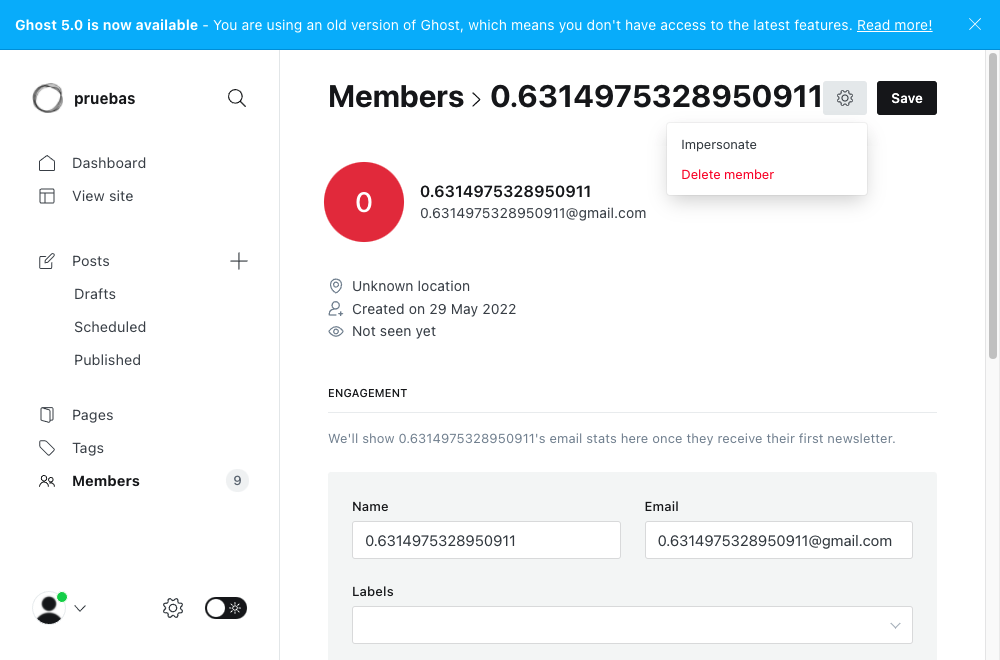 Ghost 5.0 is now available - You are using an old version of Ghost, which means you don't have access to the latest features. Read more!
pruebas
Dashboard
View site
Posts
Drafts
Scheduled
Published
Pages
Tags
Members 9
Members > 0.6314975328950911
Save
Impersonate
Delete member
0
0.6314975328950911
0.6314975328950911@gmail.com
Unknown location
Created on 29 May 2022
Not seen yet
ENGAGEMENT
We'll show 0.6314975328950911's email stats here once they receive their first newsletter.
Name
0.6314975328950911
Email
0.6314975328950911@gmail.com
Labels